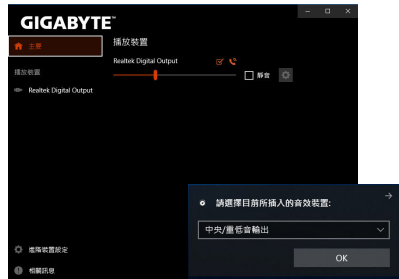 GIGABYTE™
主要
播放裝置
Realtek Digital Output
進階裝置設定
相關訊息
播放裝置
Realtek Digital Output
靜音
請選擇目前所插入的音效裝置:
中央/重低音輸出
OK